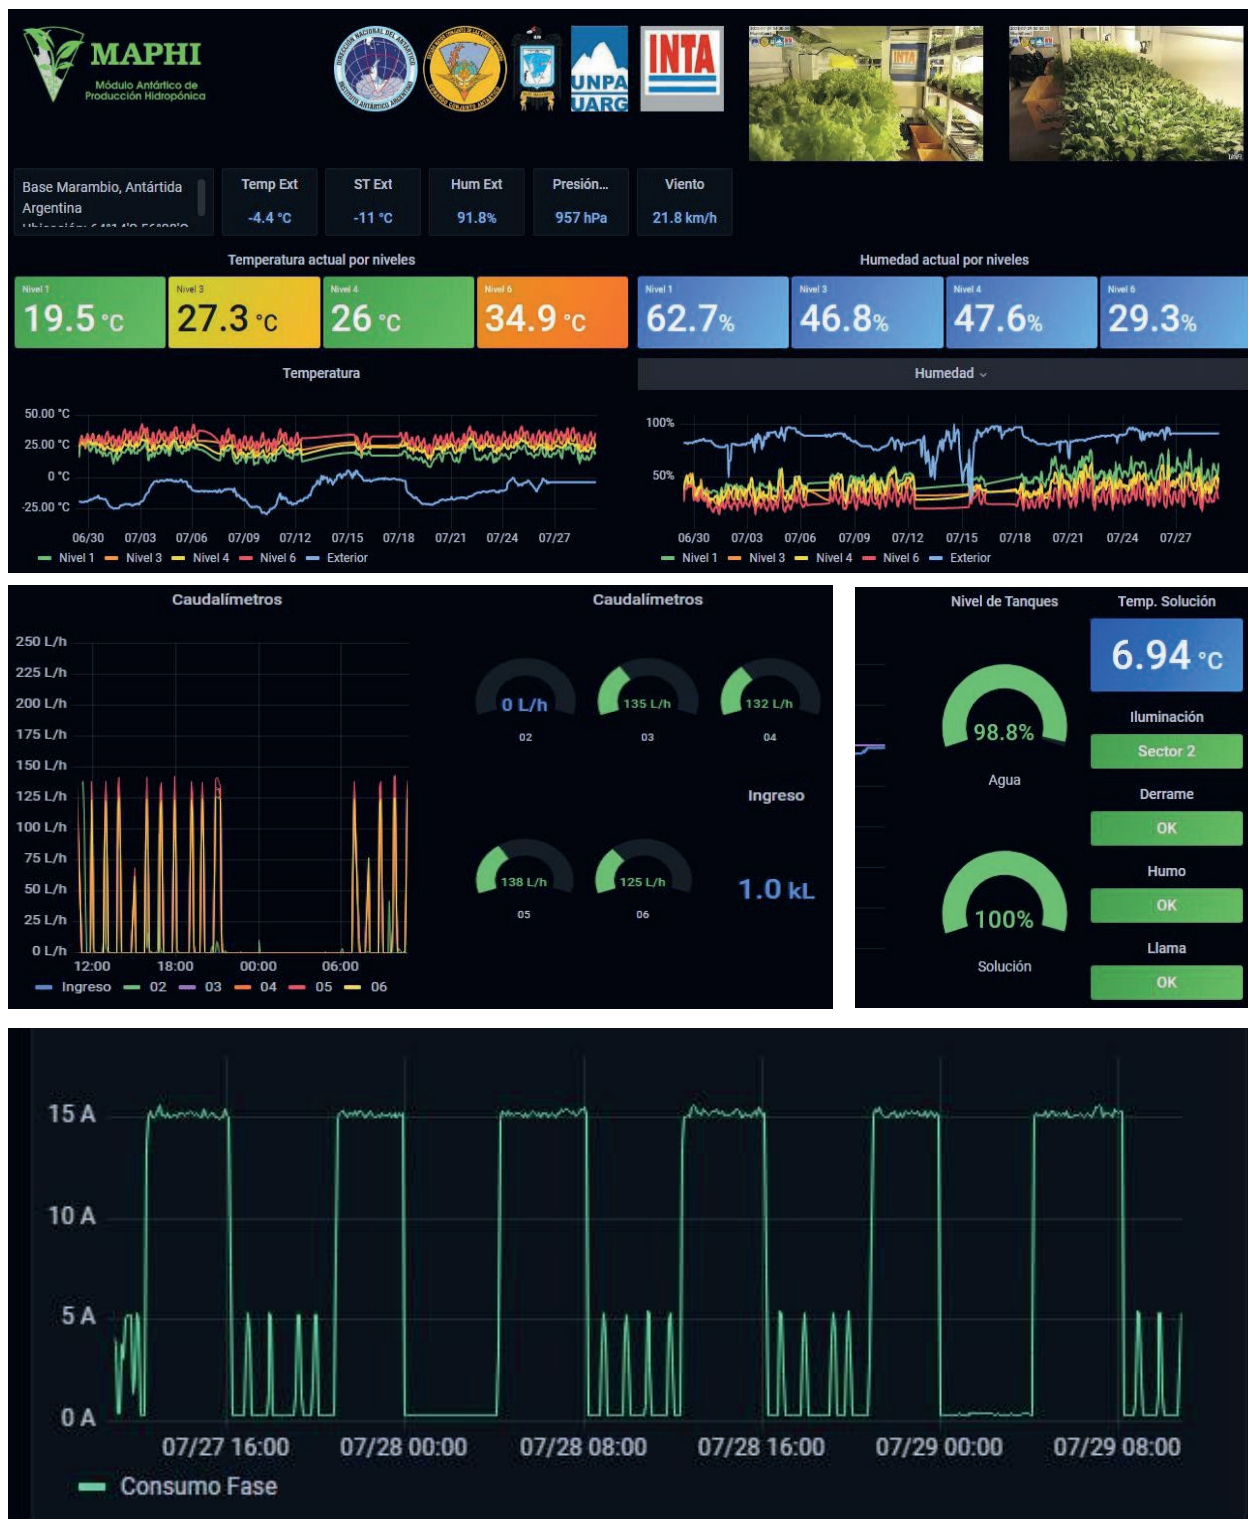 MAPHI
Módulo Antártico de
Producción Hidropónica
DIRECCIÓN NACIONAL DEL ANTÁRTICO
INSTITUTO ANTÁRTICO ARGENTINO
UNPA
UARG
INTA
INTA
Base Marambio, Antártida
Argentina
Temp Ext
-4.4 °C
ST Ext
-11 °C
Hum Ext
91.8%
Presión...
957 hPa
Viento
21.8 km/h
Temperatura actual por niveles
Nivel 1
19.5 °C
Nivel 3
27.3 °C
Nivel 4
26 °C
Nivel 6
34.9 °C
Humedad actual por niveles
Nivel 1
62.7%
Nivel 3
46.8%
Nivel 4
47.6%
Nivel 6
29.3%
Temperatura
50.00 °C
25.00 °C
0 °C
-25.00 °C
06/30 07/03 07/06 07/09 07/12 07/15 07/18 07/21 07/24 07/27
Nivel 1 Nivel 3 Nivel 4 Nivel 6 Exterior
Humedad
100%
50%
06/30 07/03 07/06 07/09 07/12 07/15 07/18 07/21 07/24 07/27
Nivel 1 Nivel 3 Nivel 4 Nivel 6 Exterior
Caudalímetros
250 L/h
225 L/h
200 L/h
175 L/h
150 L/h
125 L/h
100 L/h
75 L/h
50 L/h
25 L/h
0 L/h
12:00 18:00 00:00 06:00
Ingreso 02 03 04 05 06
Caudalímetros
0 L/h
02
135 L/h
03
132 L/h
04
138 L/h
05
125 L/h
06
Ingreso
1.0 kL
Nivel de Tanques
98.8%
Agua
100%
Solución
Temp. Solución
6.94 °C
Iluminación
Sector 2
Derrame
OK
Humo
OK
Llama
OK
15 A
10 A
5 A
0 A
07/27 16:00 07/28 00:00 07/28 08:00 07/28 16:00 07/29 00:00 07/29 08:00
Consumo Fase